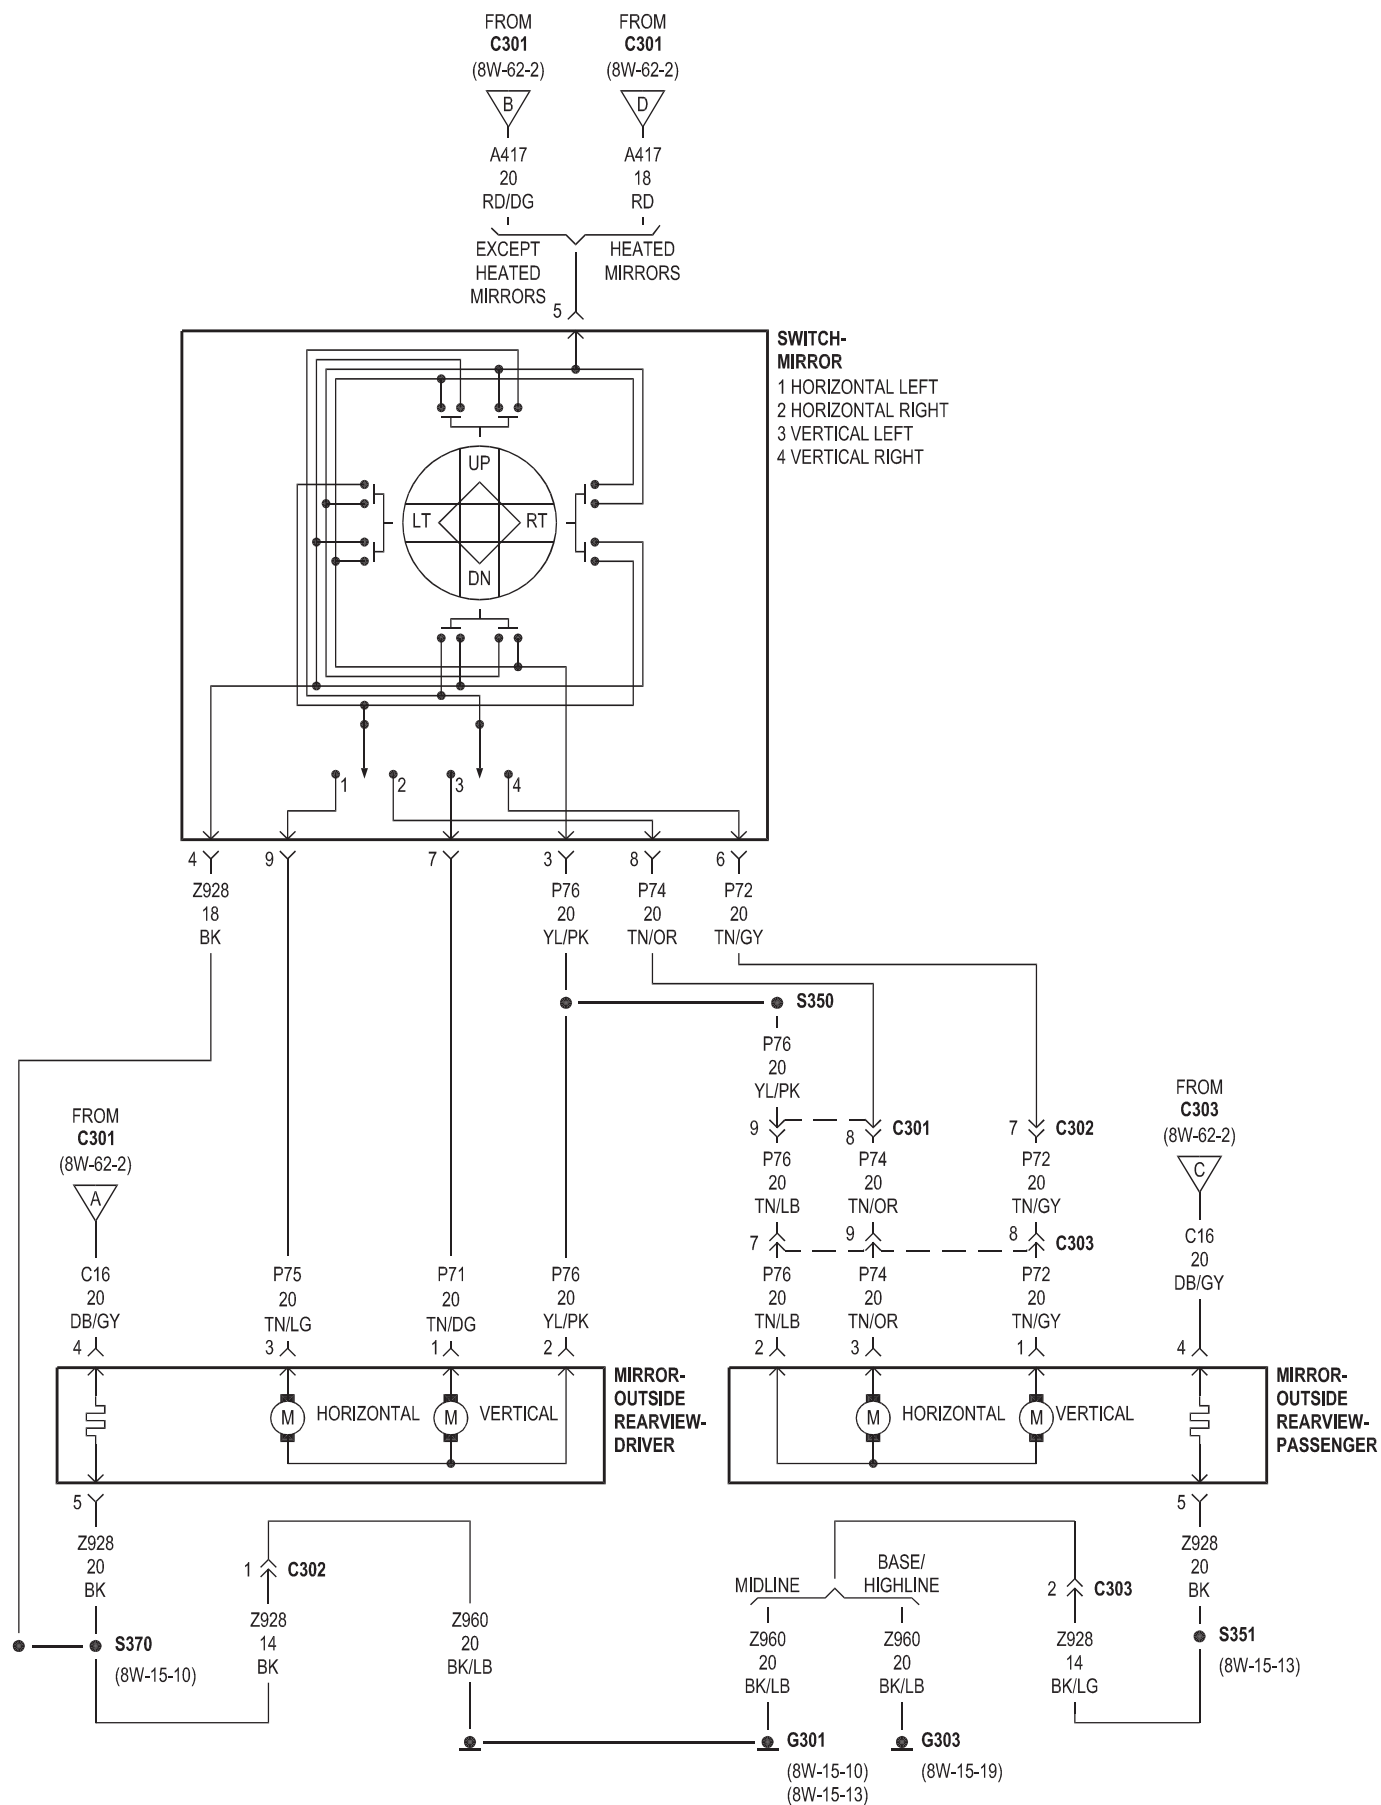 FROM
C301
(8W-62-2)
B
A417
20
RD/DG
EXCEPT
HEATED
MIRRORS
FROM
C301
(8W-62-2)
D
A417
18
RD
HEATED
MIRRORS
5
SWITCH-
MIRROR
1 HORIZONTAL LEFT
2 HORIZONTAL RIGHT
3 VERTICAL LEFT
4 VERTICAL RIGHT
UP
LT
RT
DN
1
2
3
4
4
Z928
18
BK
9
7
3
P76
20
YL/PK
8
P74
20
TN/OR
6
P72
20
TN/GY
S350
P76
20
YL/PK
9
8
C301
7
C302
P76
20
TN/LB
P74
20
TN/OR
P72
20
TN/GY
7
9
8
C303
FROM
C301
(8W-62-2)
A
C16
20
DB/GY
4
P75
20
TN/LG
3
P71
20
TN/DG
1
P76
20
YL/PK
2
P76
20
TN/LB
2
P74
20
TN/OR
3
P72
20
TN/GY
1
FROM
C303
(8W-62-2)
C
C16
20
DB/GY
4
M
HORIZONTAL
M
VERTICAL
MIRROR-
OUTSIDE
REARVIEW-
DRIVER
M
HORIZONTAL
M
VERTICAL
MIRROR-
OUTSIDE
REARVIEW-
PASSENGER
5
Z928
20
BK
S370
(8W-15-10)
1
C302
Z928
14
BK
Z960
20
BK/LB
MIDLINE
BASE/
HIGHLINE
Z960
20
BK/LB
G301
(8W-15-10)
(8W-15-13)
Z960
20
BK/LB
G303
(8W-15-19)
2
C303
Z928
14
BK/LG
5
Z928
20
BK
S351
(8W-15-13)